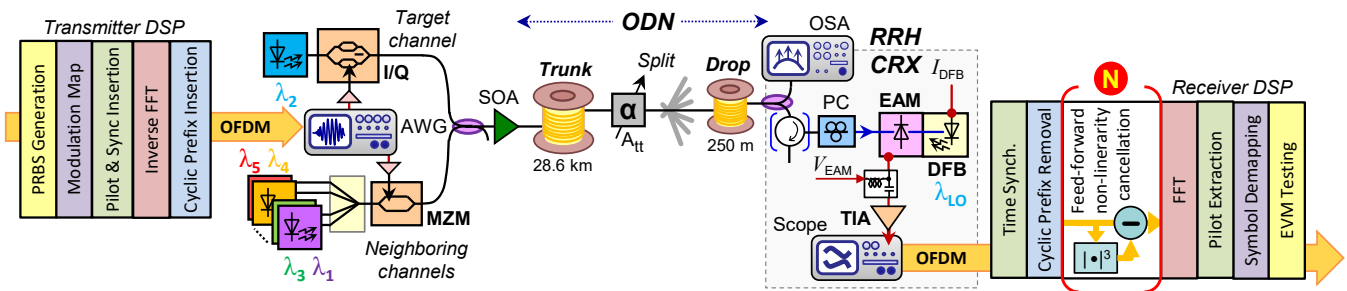 Transmitter DSP
PRBS Generation
Modulation Map
Pilot & Sync Insertion
Inverse FFT
Cyclic Prefix Insertion
OFDM
λ2
I/Q
Target
channel
AWG
λ5 λ4
λ3 λ1
MZM
Neighboring
channels
SOA
ODN
Trunk
28.6 km
Split
α
Att
Drop
250 m
OSA
RRH
CRX
IDFB
PC
EAM
DFB
λLO
VEAM
TIA
Scope
OFDM
Receiver DSP
Time Synch.
Cyclic Prefix Removal
N
Feed-forward
non-linerarity
cancellation
|•|³
FFT
Pilot Extraction
Symbol Demapping
EVM Testing